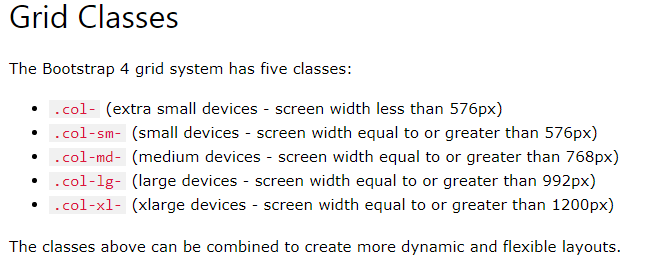 Grid Classes
The Bootstrap 4 grid system has five classes:
• .col- (extra small devices - screen width less than 576px)
• .col-sm- (small devices - screen width equal to or greater than 576px)
• .col-md- (medium devices - screen width equal to or greater than 768px)
• .col-lg- (large devices - screen width equal to or greater than 992px)
• .col-xl- (xlarge devices - screen width equal to or greater than 1200px)
The classes above can be combined to create more dynamic and flexible layouts.